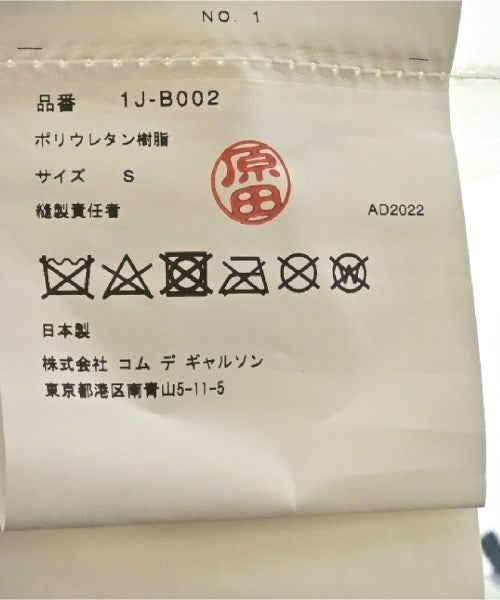 NO. 1
品番 1J-B002
ポリウレタン樹脂
サイズ S
縫製責任者
原田
AD2022
日本製
株式会社 コム デ ギャルソン
東京都港区南青山5-11-5